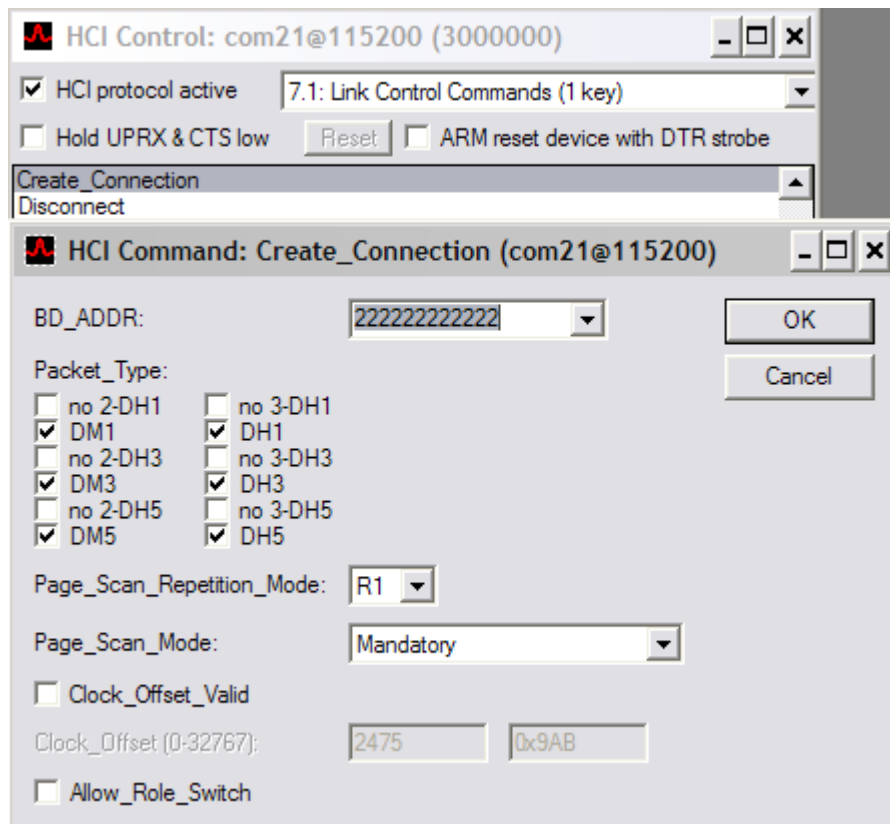 HCI Control: com21@115200 (3000000)
HCI protocol active 7.1: Link Control Commands (1 key)
Hold UPRX & CTS low Reset ARM reset device with DTR strobe
Create_Connection
Disconnect
HCI Command: Create_Connection (com21@115200)
BD_ADDR: 222222222222 OK
Packet_Type: Cancel
no 2-DH1 no 3-DH1
DM1 DH1
no 2-DH3 no 3-DH3
DM3 DH3
no 2-DH5 no 3-DH5
DM5 DH5
Page_Scan_Repetition_Mode: R1
Page_Scan_Mode: Mandatory
Clock_Offset_Valid
Clock_Offset (0-32767): 2475 0x9AB
Allow_Role_Switch